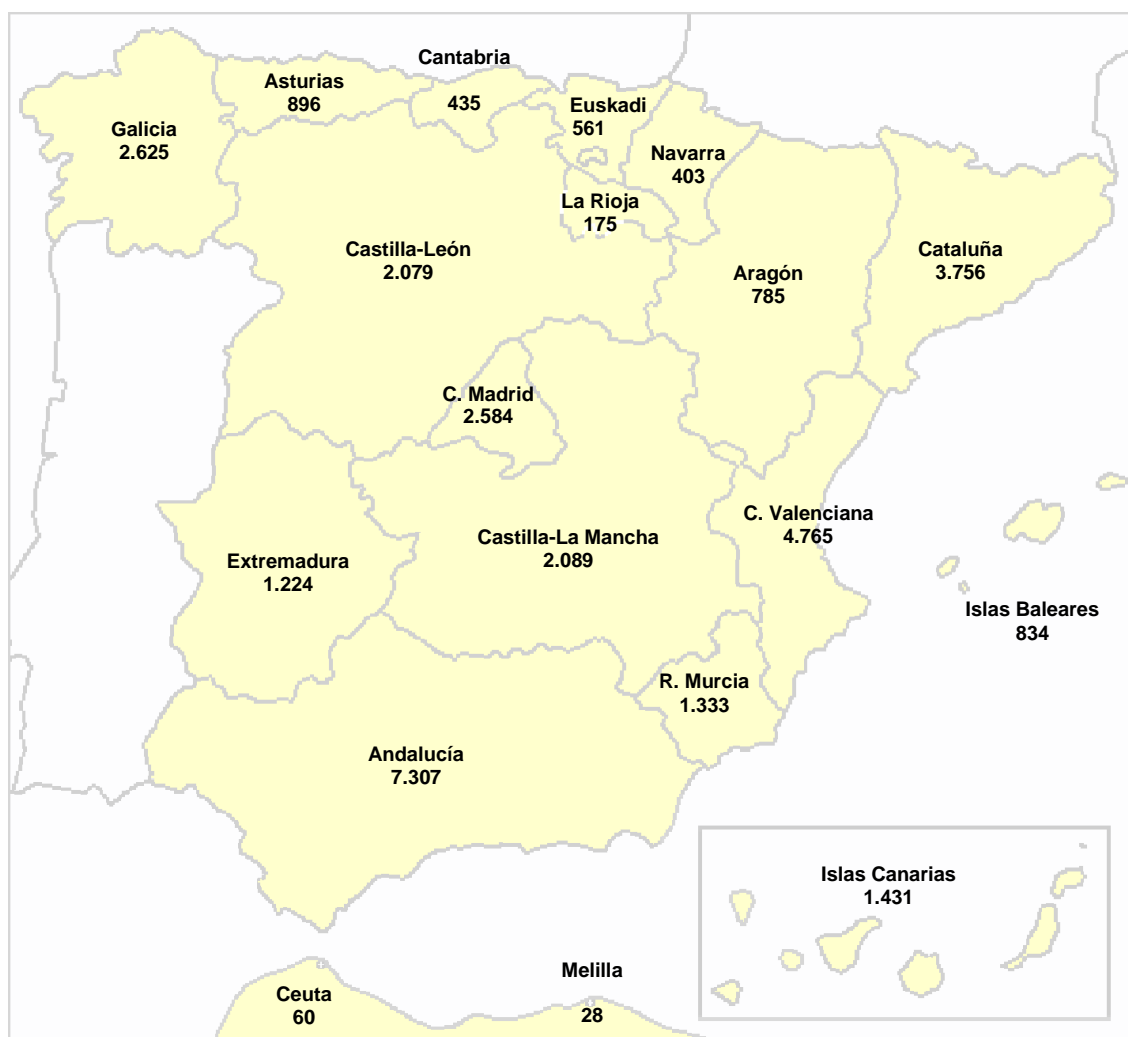 Cantabria
435
Asturias
896
Euskadi
561
Galicia
2.625
Navarra
403
La Rioja
175
Castilla-León
2.079
Aragón
785
Cataluña
3.756
C. Madrid
2.584
C. Valenciana
4.765
Castilla-La Mancha
2.089
Extremadura
1.224
Islas Baleares
834
R. Murcia
1.333
Andalucía
7.307
Islas Canarias
1.431
Ceuta
60
Melilla
28